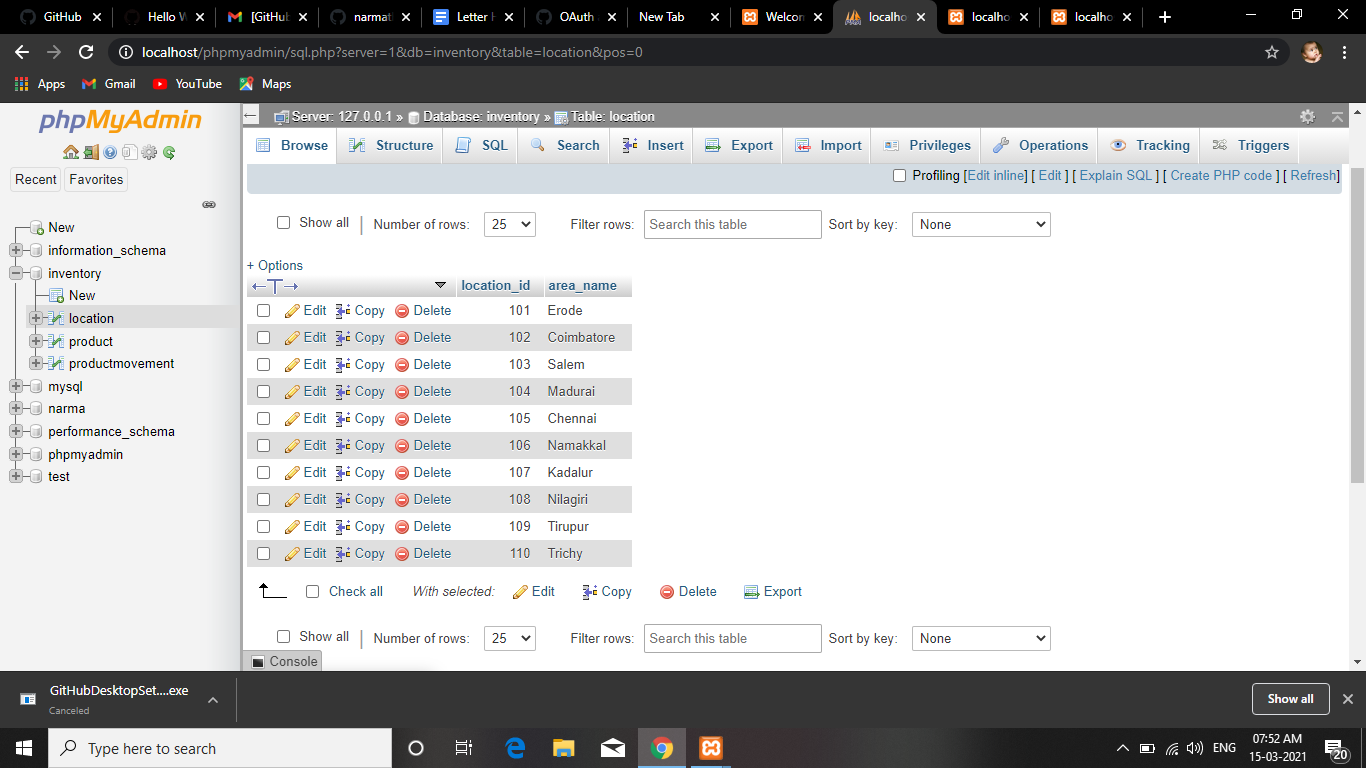 GitHub
Hello W
[GitHub
narmat
Letter H
OAuth
New Tab
Welcom
localho
localho
localho
localhost/phpmyadmin/sql.php?server=1&db=inventory&table=location&pos=0
Apps Gmail YouTube Maps
phpMyAdmin
Recent Favorites
New
information_schema
inventory
New
location
product
productmovement
mysql
narma
performance_schema
phpmyadmin
test
Server: 127.0.0.1 » Database: inventory » Table: location
Browse Structure SQL Search Insert Export Import Privileges Operations Tracking Triggers
Profiling [Edit inline] [ Edit ] [ Explain SQL ] [ Create PHP code ] [ Refresh]
Show all | Number of rows: 25 Filter rows: Search this table Sort by key: None
+ Options
←T→ location_id area_name
Edit Copy Delete 101 Erode
Edit Copy Delete 102 Coimbatore
Edit Copy Delete 103 Salem
Edit Copy Delete 104 Madurai
Edit Copy Delete 105 Chennai
Edit Copy Delete 106 Namakkal
Edit Copy Delete 107 Kadalur
Edit Copy Delete 108 Nilagiri
Edit Copy Delete 109 Tirupur
Edit Copy Delete 110 Trichy
Check all With selected: Edit Copy Delete Export
Show all | Number of rows: 25 Filter rows: Search this table Sort by key: None
Console
GitHubDesktopSet....exe
Canceled
Show all
Type here to search
ENG
07:52 AM
15-03-2021
20